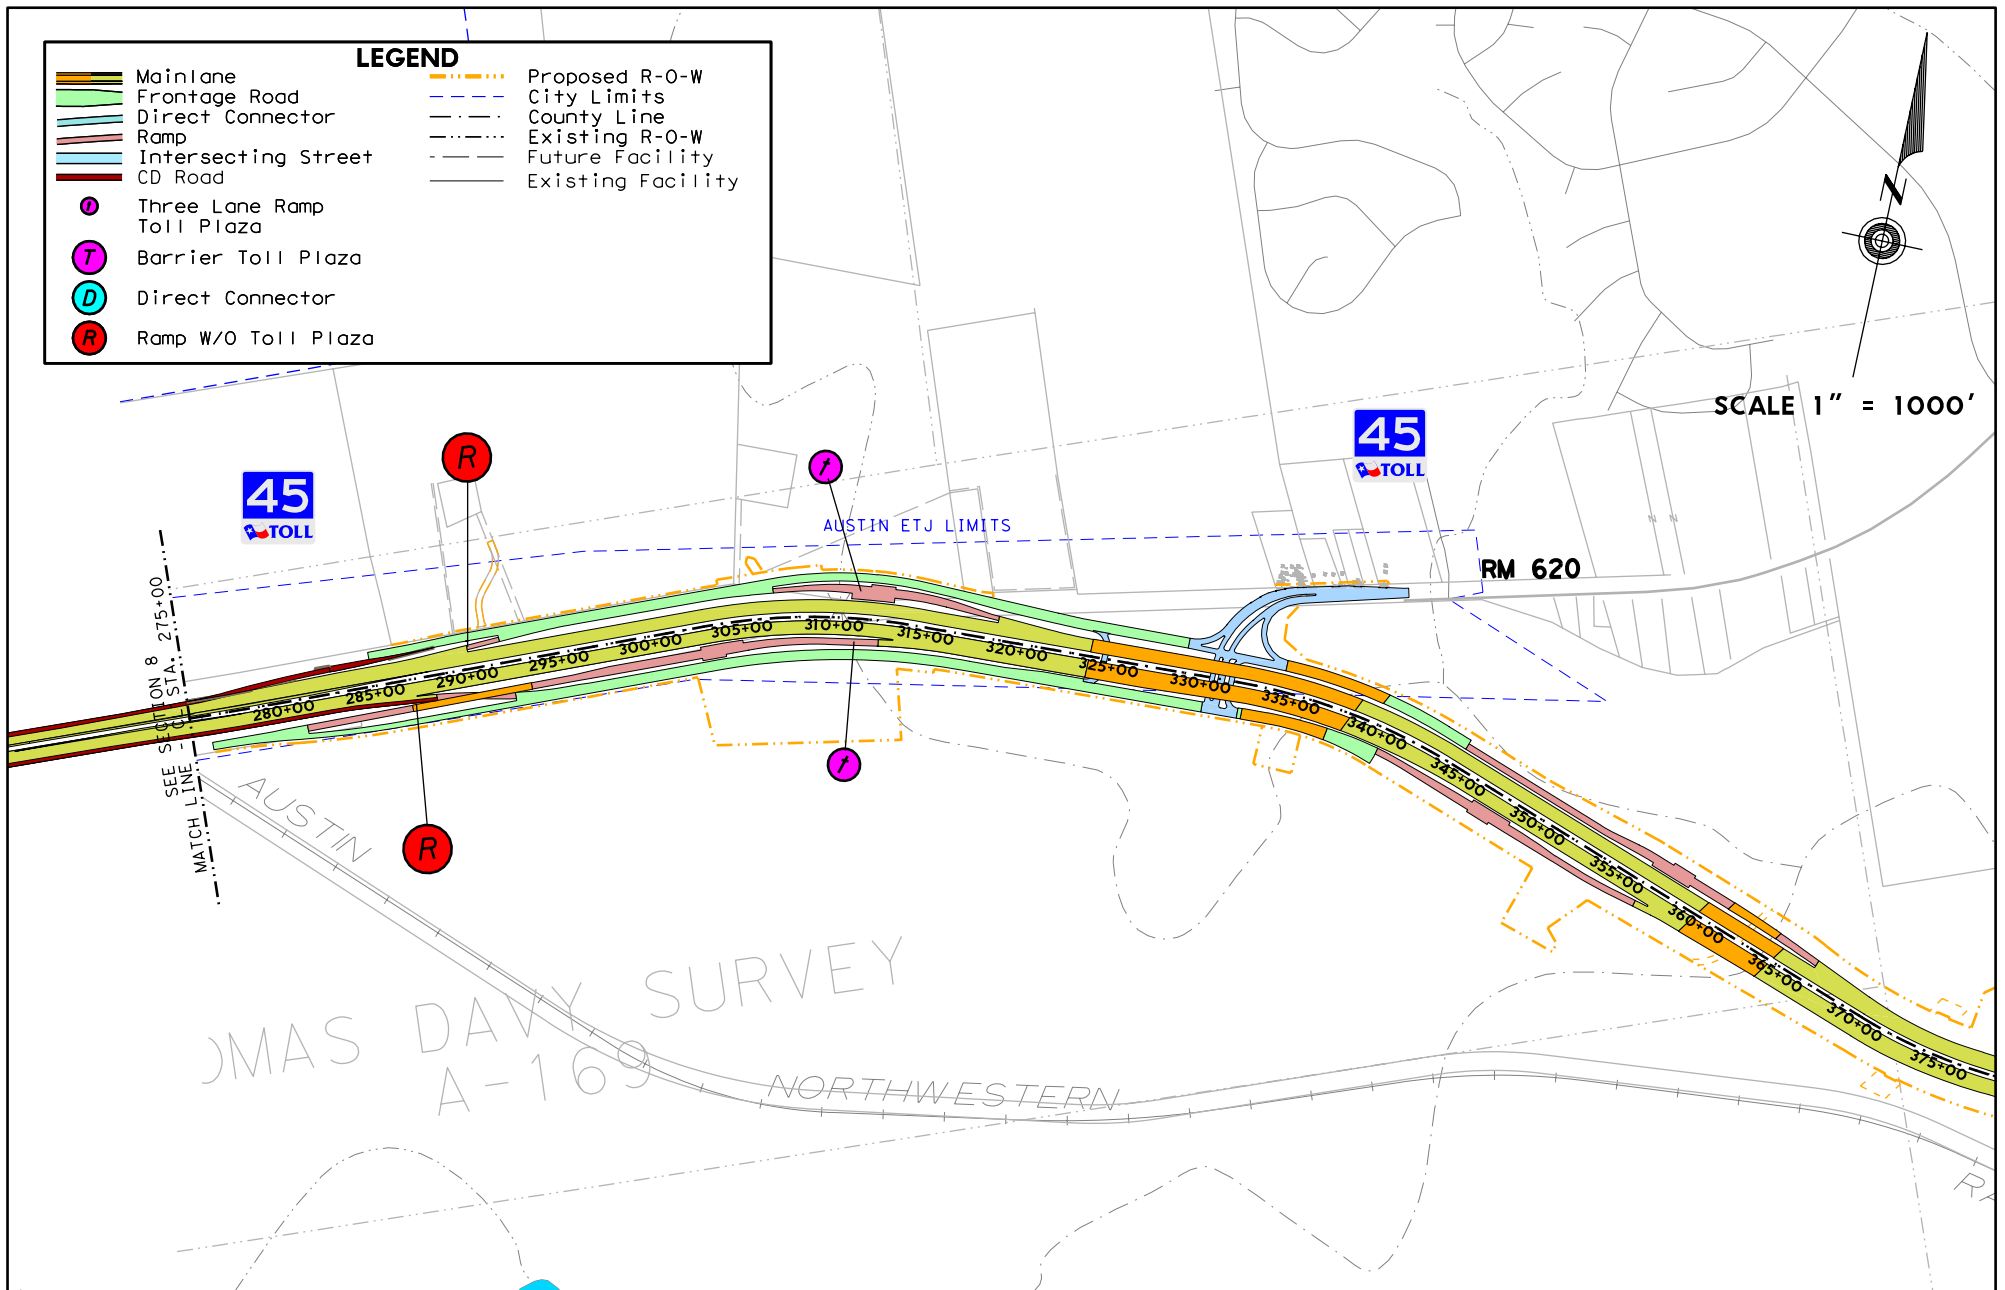 LEGEND
Mainlane
Frontage Road
Direct Connector
Ramp
Intersecting Street
CD Road
Three Lane Ramp
Toll Plaza
Barrier Toll Plaza
Direct Connector
Ramp W/O Toll Plaza
Proposed R-O-W
City Limits
County Line
Existing R-O-W
Future Facility
Existing Facility
t
T
D
R
N
SCALE 1" = 1000'
45
TOLL
45
TOLL
R
t
AUSTIN ETJ LIMITS
RM 620
SEE SECTION 8
MATCH LINE - CL STA. 275+00
280+00
285+00
290+00
295+00
300+00
305+00
310+00
315+00
320+00
325+00
330+00
335+00
340+00
345+00
350+00
355+00
360+00
365+00
370+00
375+00
R
t
AUSTIN
OMAS DAVY SURVEY
A-169
NORTHWESTERN